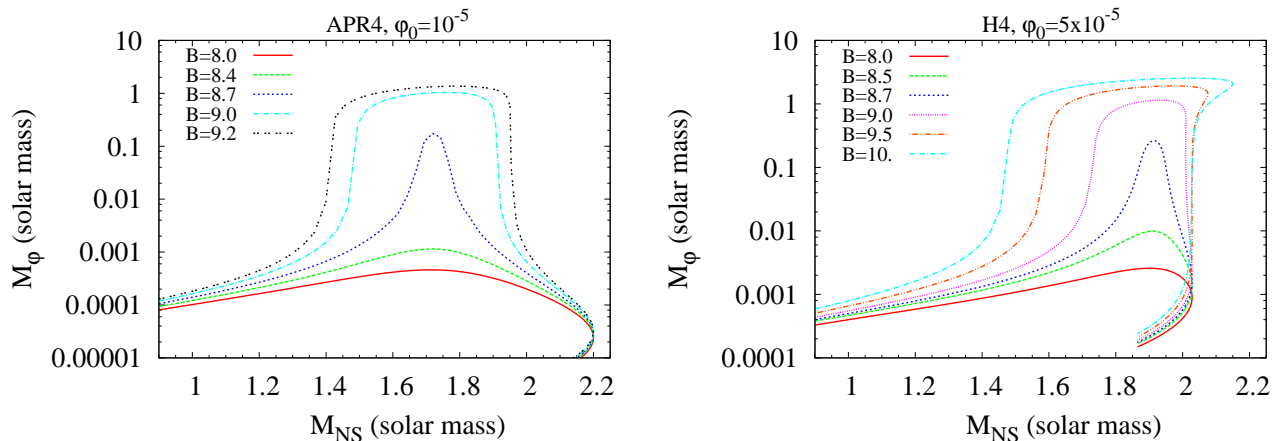 APR4, φ₀=10⁻⁵
B=8.0
B=8.4
B=8.7
B=9.0
B=9.2
10
1
0.1
0.01
0.001
0.0001
0.00001
Mφ (solar mass)
1 1.2 1.4 1.6 1.8 2 2.2
M_NS (solar mass)
H4, φ₀=5x10⁻⁵
B=8.0
B=8.5
B=8.7
B=9.0
B=9.5
B=10.
10
1
0.1
0.01
0.001
0.0001
Mφ (solar mass)
1 1.2 1.4 1.6 1.8 2 2.2
M_NS (solar mass)